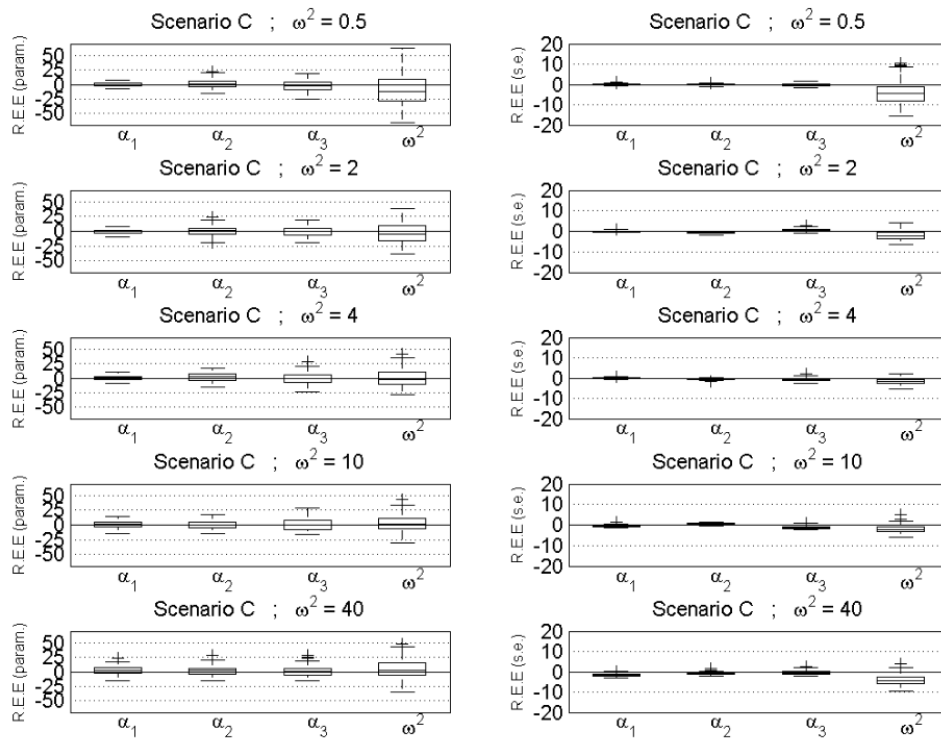 Scenario C ; ω² = 0.5
R.E.E (param.)
50
25
0
-25
-50
α₁ α₂ α₃ ω²
Scenario C ; ω² = 0.5
R.E.E (s.e.)
20
10
0
-10
-20
α₁ α₂ α₃ ω²
Scenario C ; ω² = 2
R.E.E (param.)
50
25
0
-25
-50
α₁ α₂ α₃ ω²
Scenario C ; ω² = 2
R.E.E (s.e.)
20
10
0
-10
-20
α₁ α₂ α₃ ω²
Scenario C ; ω² = 4
R.E.E (param.)
50
25
0
-25
-50
α₁ α₂ α₃ ω²
Scenario C ; ω² = 4
R.E.E (s.e.)
20
10
0
-10
-20
α₁ α₂ α₃ ω²
Scenario C ; ω² = 10
R.E.E (param.)
50
25
0
-25
-50
α₁ α₂ α₃ ω²
Scenario C ; ω² = 10
R.E.E (s.e.)
20
10
0
-10
-20
α₁ α₂ α₃ ω²
Scenario C ; ω² = 40
R.E.E (param.)
50
25
0
-25
-50
α₁ α₂ α₃ ω²
Scenario C ; ω² = 40
R.E.E (s.e.)
20
10
0
-10
-20
α₁ α₂ α₃ ω²